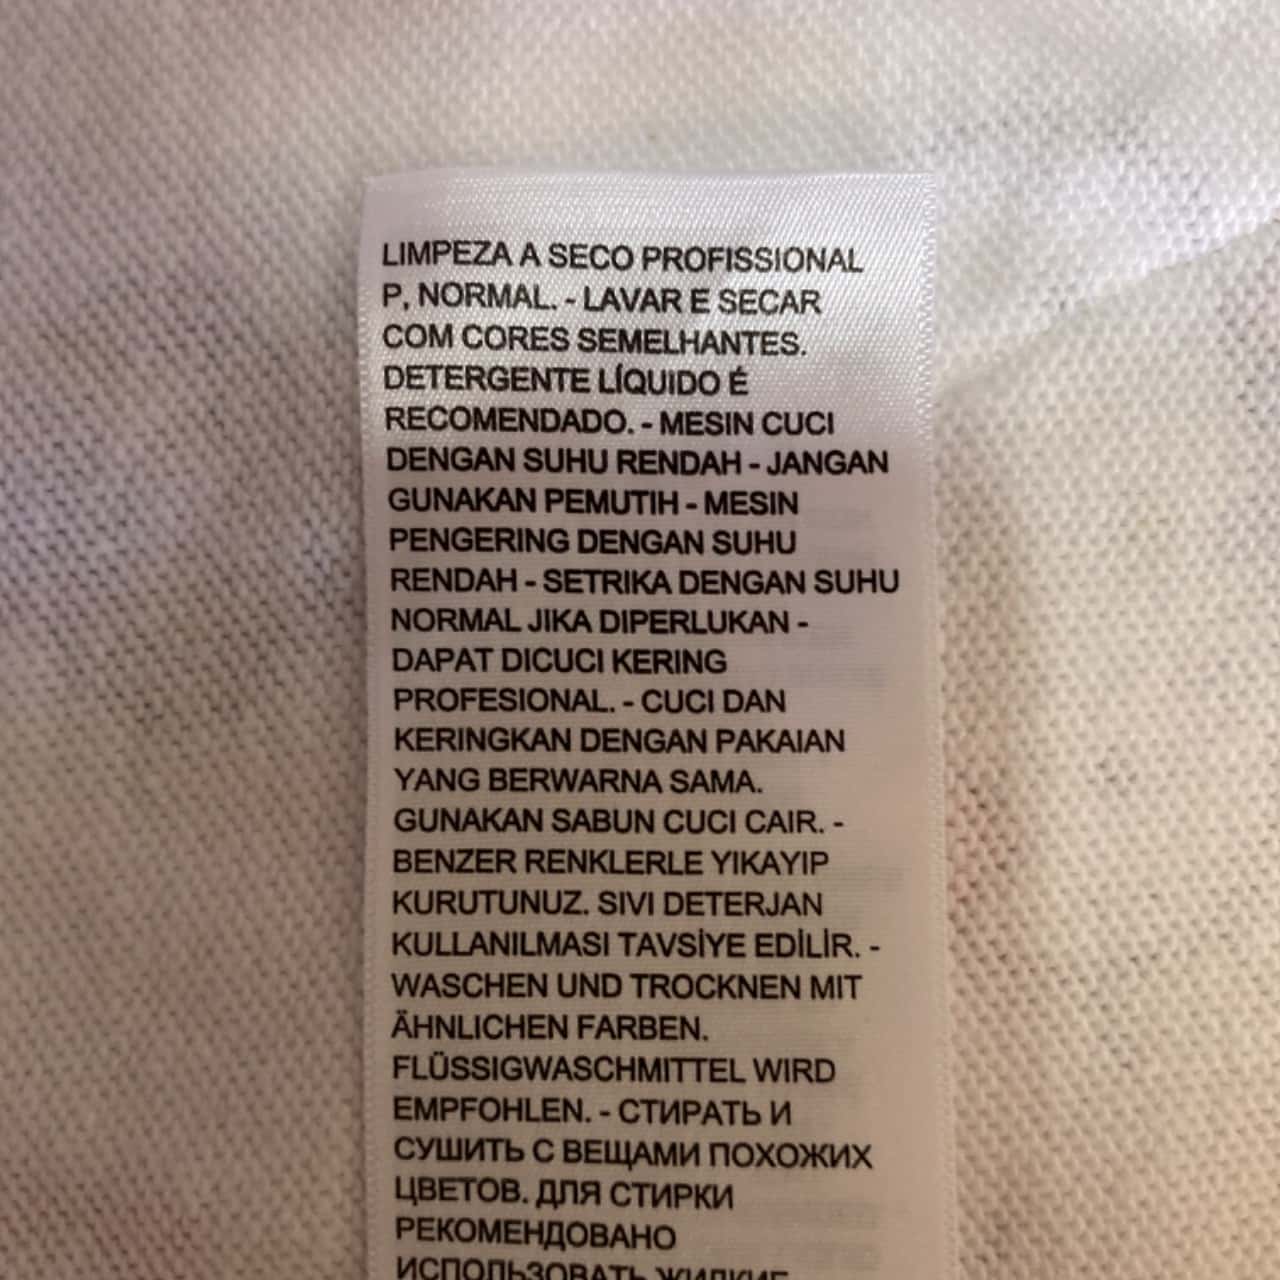 LIMPEZA A SECO PROFISSIONAL
P, NORMAL. - LAVAR E SECAR
COM CORES SEMELHANTES.
DETERGENTE LÍQUIDO É
RECOMENDADO. - MESIN CUCI
DENGAN SUHU RENDAH - JANGAN
GUNAKAN PEMUTIH - MESIN
PENGERING DENGAN SUHU
RENDAH - SETRIKA DENGAN SUHU
NORMAL JIKA DIPERLUKAN -
DAPAT DICUCI KERING
PROFESIONAL. - CUCI DAN
KERINGKAN DENGAN PAKAIAN
YANG BERWARNA SAMA.
GUNAKAN SABUN CUCI CAIR. -
BENZER RENKLERLE YIKAYIP
KURUTUNUZ. SIVI DETERJAN
KULLANILMASI TAVSİYE EDİLİR. -
WASCHEN UND TROCKNEN MIT
ÄHNLICHEN FARBEN.
FLÜSSIGWASCHMITTEL WIRD
EMPFOHLEN. - СТИРАТЬ И
СУШИТЬ С ВЕЩАМИ ПОХОЖИХ
ЦВЕТОВ. ДЛЯ СТИРКИ
РЕКОМЕНДОВАНО
ИСПОЛЬЗОВАТЬ ЖИДКИЕ